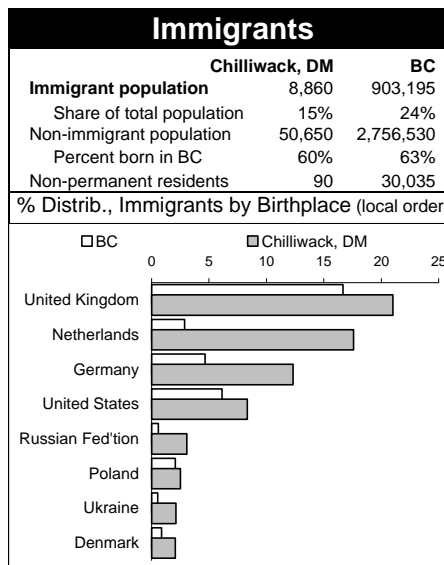 Immigrants
Chilliwack, DM BC
Immigrant population 8,860 903,195
Share of total population 15% 24%
Non-immigrant population 50,650 2,756,530
Percent born in BC 60% 63%
Non-permanent residents 90 30,035
% Distrib., Immigrants by Birthplace (local order
BC Chilliwack, DM
0 5 10 15 20 25
United Kingdom
Netherlands
Germany
United States
Russian Fed'tion
Poland
Ukraine
Denmark